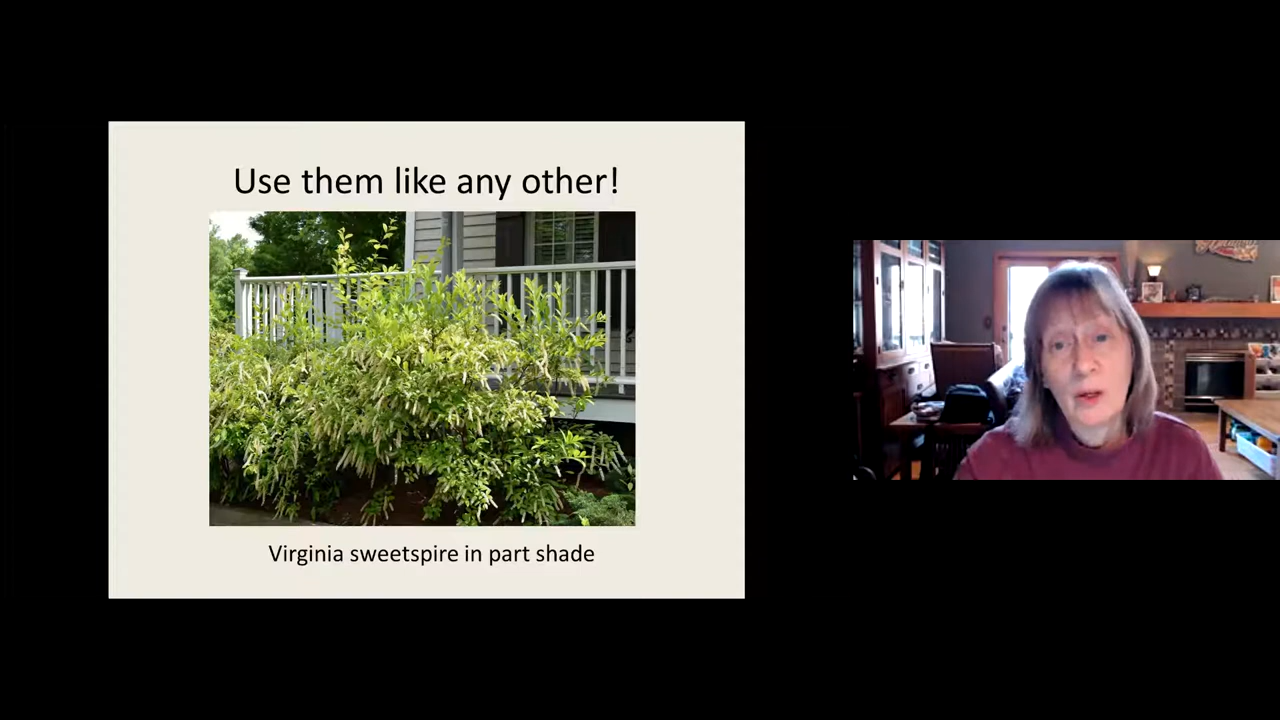 Use them like any other!
Virginia sweetspire in part shade